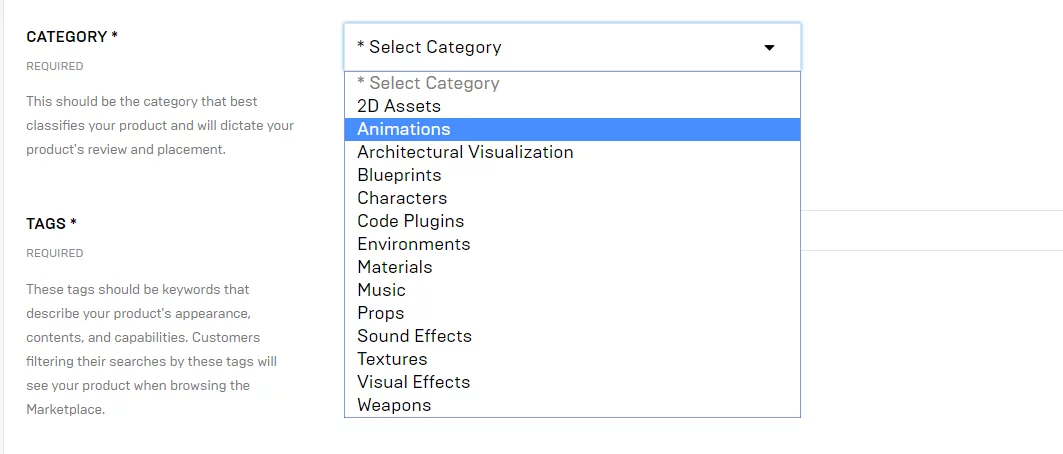 CATEGORY *
REQUIRED
This should be the category that best
classifies your product and will dictate your
product's review and placement.
* Select Category
* Select Category
2D Assets
Animations
Architectural Visualization
Blueprints
Characters
Code Plugins
Environments
Materials
Music
Props
Sound Effects
Textures
Visual Effects
Weapons
TAGS *
REQUIRED
These tags should be keywords that
describe your product's appearance,
contents, and capabilities. Customers
filtering their searches by these tags will
see your product when browsing the
Marketplace.